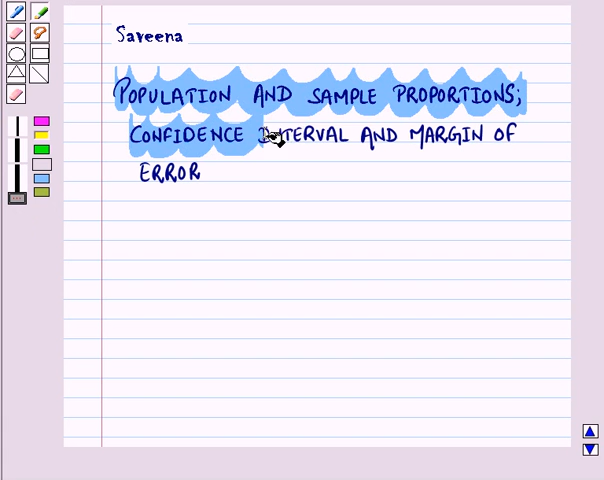 Saveena
POPULATION AND SAMPLE PROPORTIONS;
CONFIDENCE INTERVAL AND MARGIN OF
ERROR